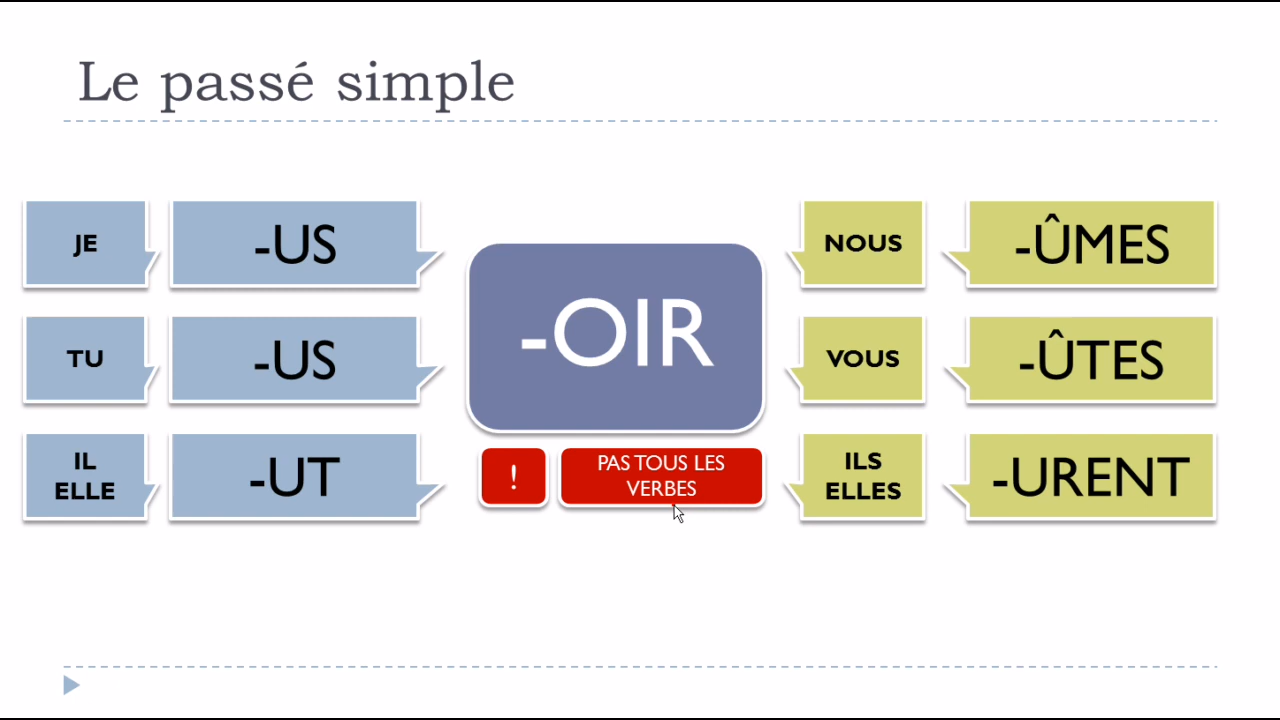 Le passé simple
JE
-US
TU
-US
IL
ELLE
-UT
-OIR
!
PAS TOUS LES
VERBES
NOUS
-ÛMES
VOUS
-ÛTES
ILS
ELLES
-URENT